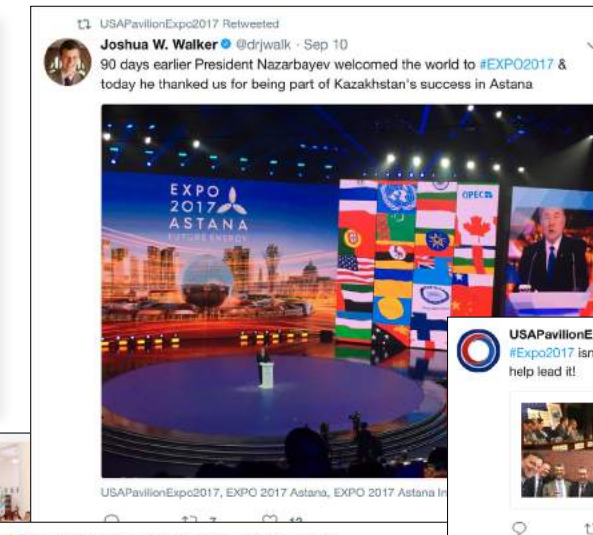 USAPavilionExpo2017 Retweeted
Joshua W. Walker @drjwalk · Sep 10
90 days earlier President Nazarbayev welcomed the world to #EXPO2017 &
today he thanked us for being part of Kazakhstan's success in Astana
EXPO
2017
ASTANA
FUTURE ENERGY
OPEC
USAPavilionE
#Expo2017 isn
help lead it!
USAPavilionExpo2017, EXPO 2017 Astana, EXPO 2017 Astana In